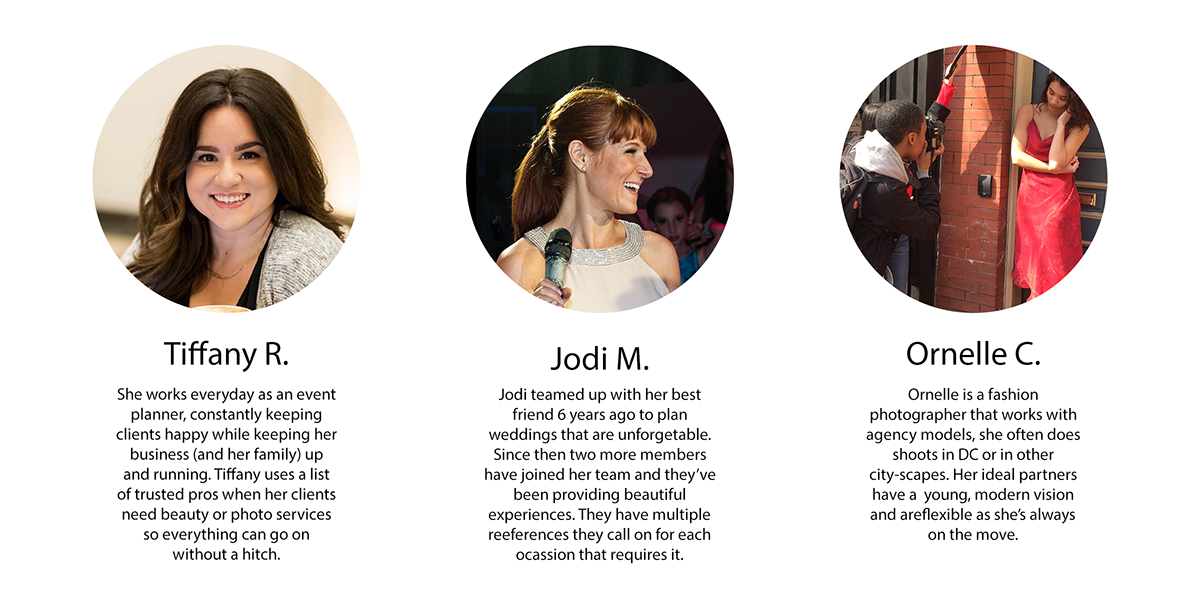 Tiffany R.
She works everyday as an event
planner, constantly keeping
clients happy while keeping her
business (and her family) up
and running. Tiffany uses a list
of trusted pros when her clients
need beauty or photo services
so everything can go on
without a hitch.
Jodi M.
Jodi teamed up with her best
friend 6 years ago to plan
weddings that are unforgetable.
Since then two more members
have joined her team and they've
been providing beautiful
experiences. They have multiple
reeferences they call on for each
ocassion that requires it.
Ornelle C.
Ornelle is a fashion
photographer that works with
agency models, she often does
shoots in DC or in other
city-scapes. Her ideal partners
have a  young, modern vision
and areflexible as she's always
on the move.